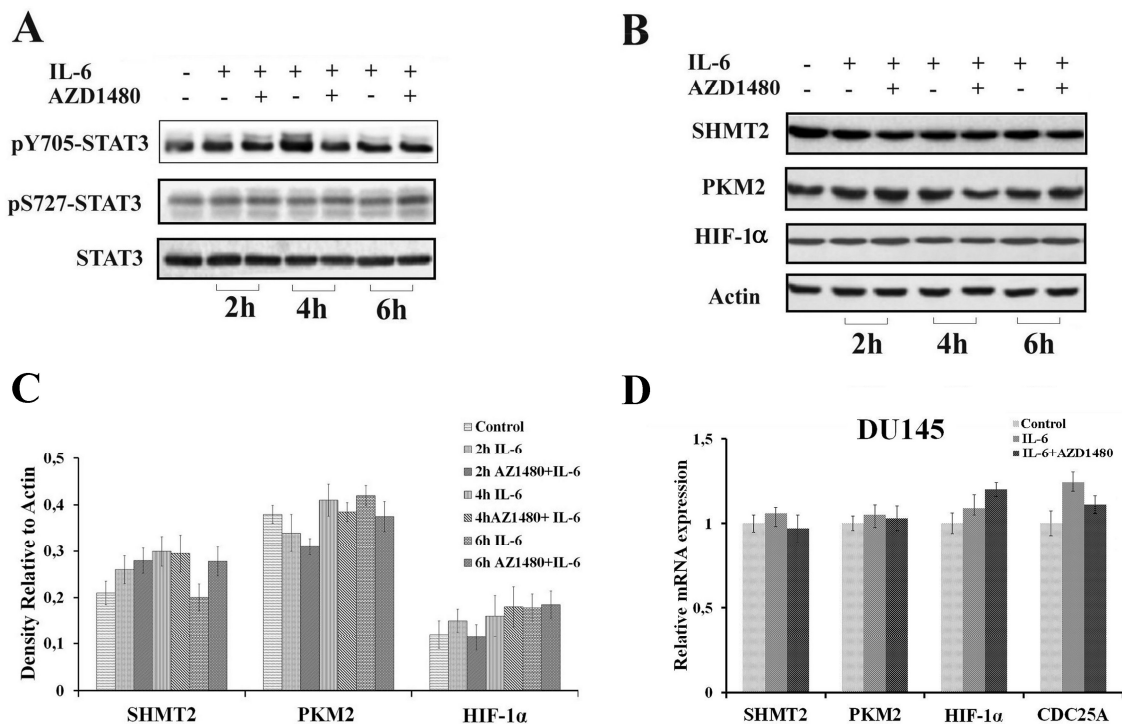 A
IL-6 - + + + + + +
AZD1480 - - + - + - +
pY705-STAT3
pS727-STAT3
STAT3
2h 4h 6h
B
IL-6 - + + + + + +
AZD1480 - - + - + - +
SHMT2
PKM2
HIF-1α
Actin
2h 4h 6h
C
Density Relative to Actin
0,5
0,4
0,3
0,2
0,1
0
SHMT2 PKM2 HIF-1α
Control
2h IL-6
2h AZ1480+IL-6
4h IL-6
4hAZ1480+ IL-6
6h IL-6
6h AZ1480+IL-6
D
DU145
Relative mRNA expression
1,5
1
0,5
0
SHMT2 PKM2 HIF-1α CDC25A
Control
IL-6
IL-6+AZD1480